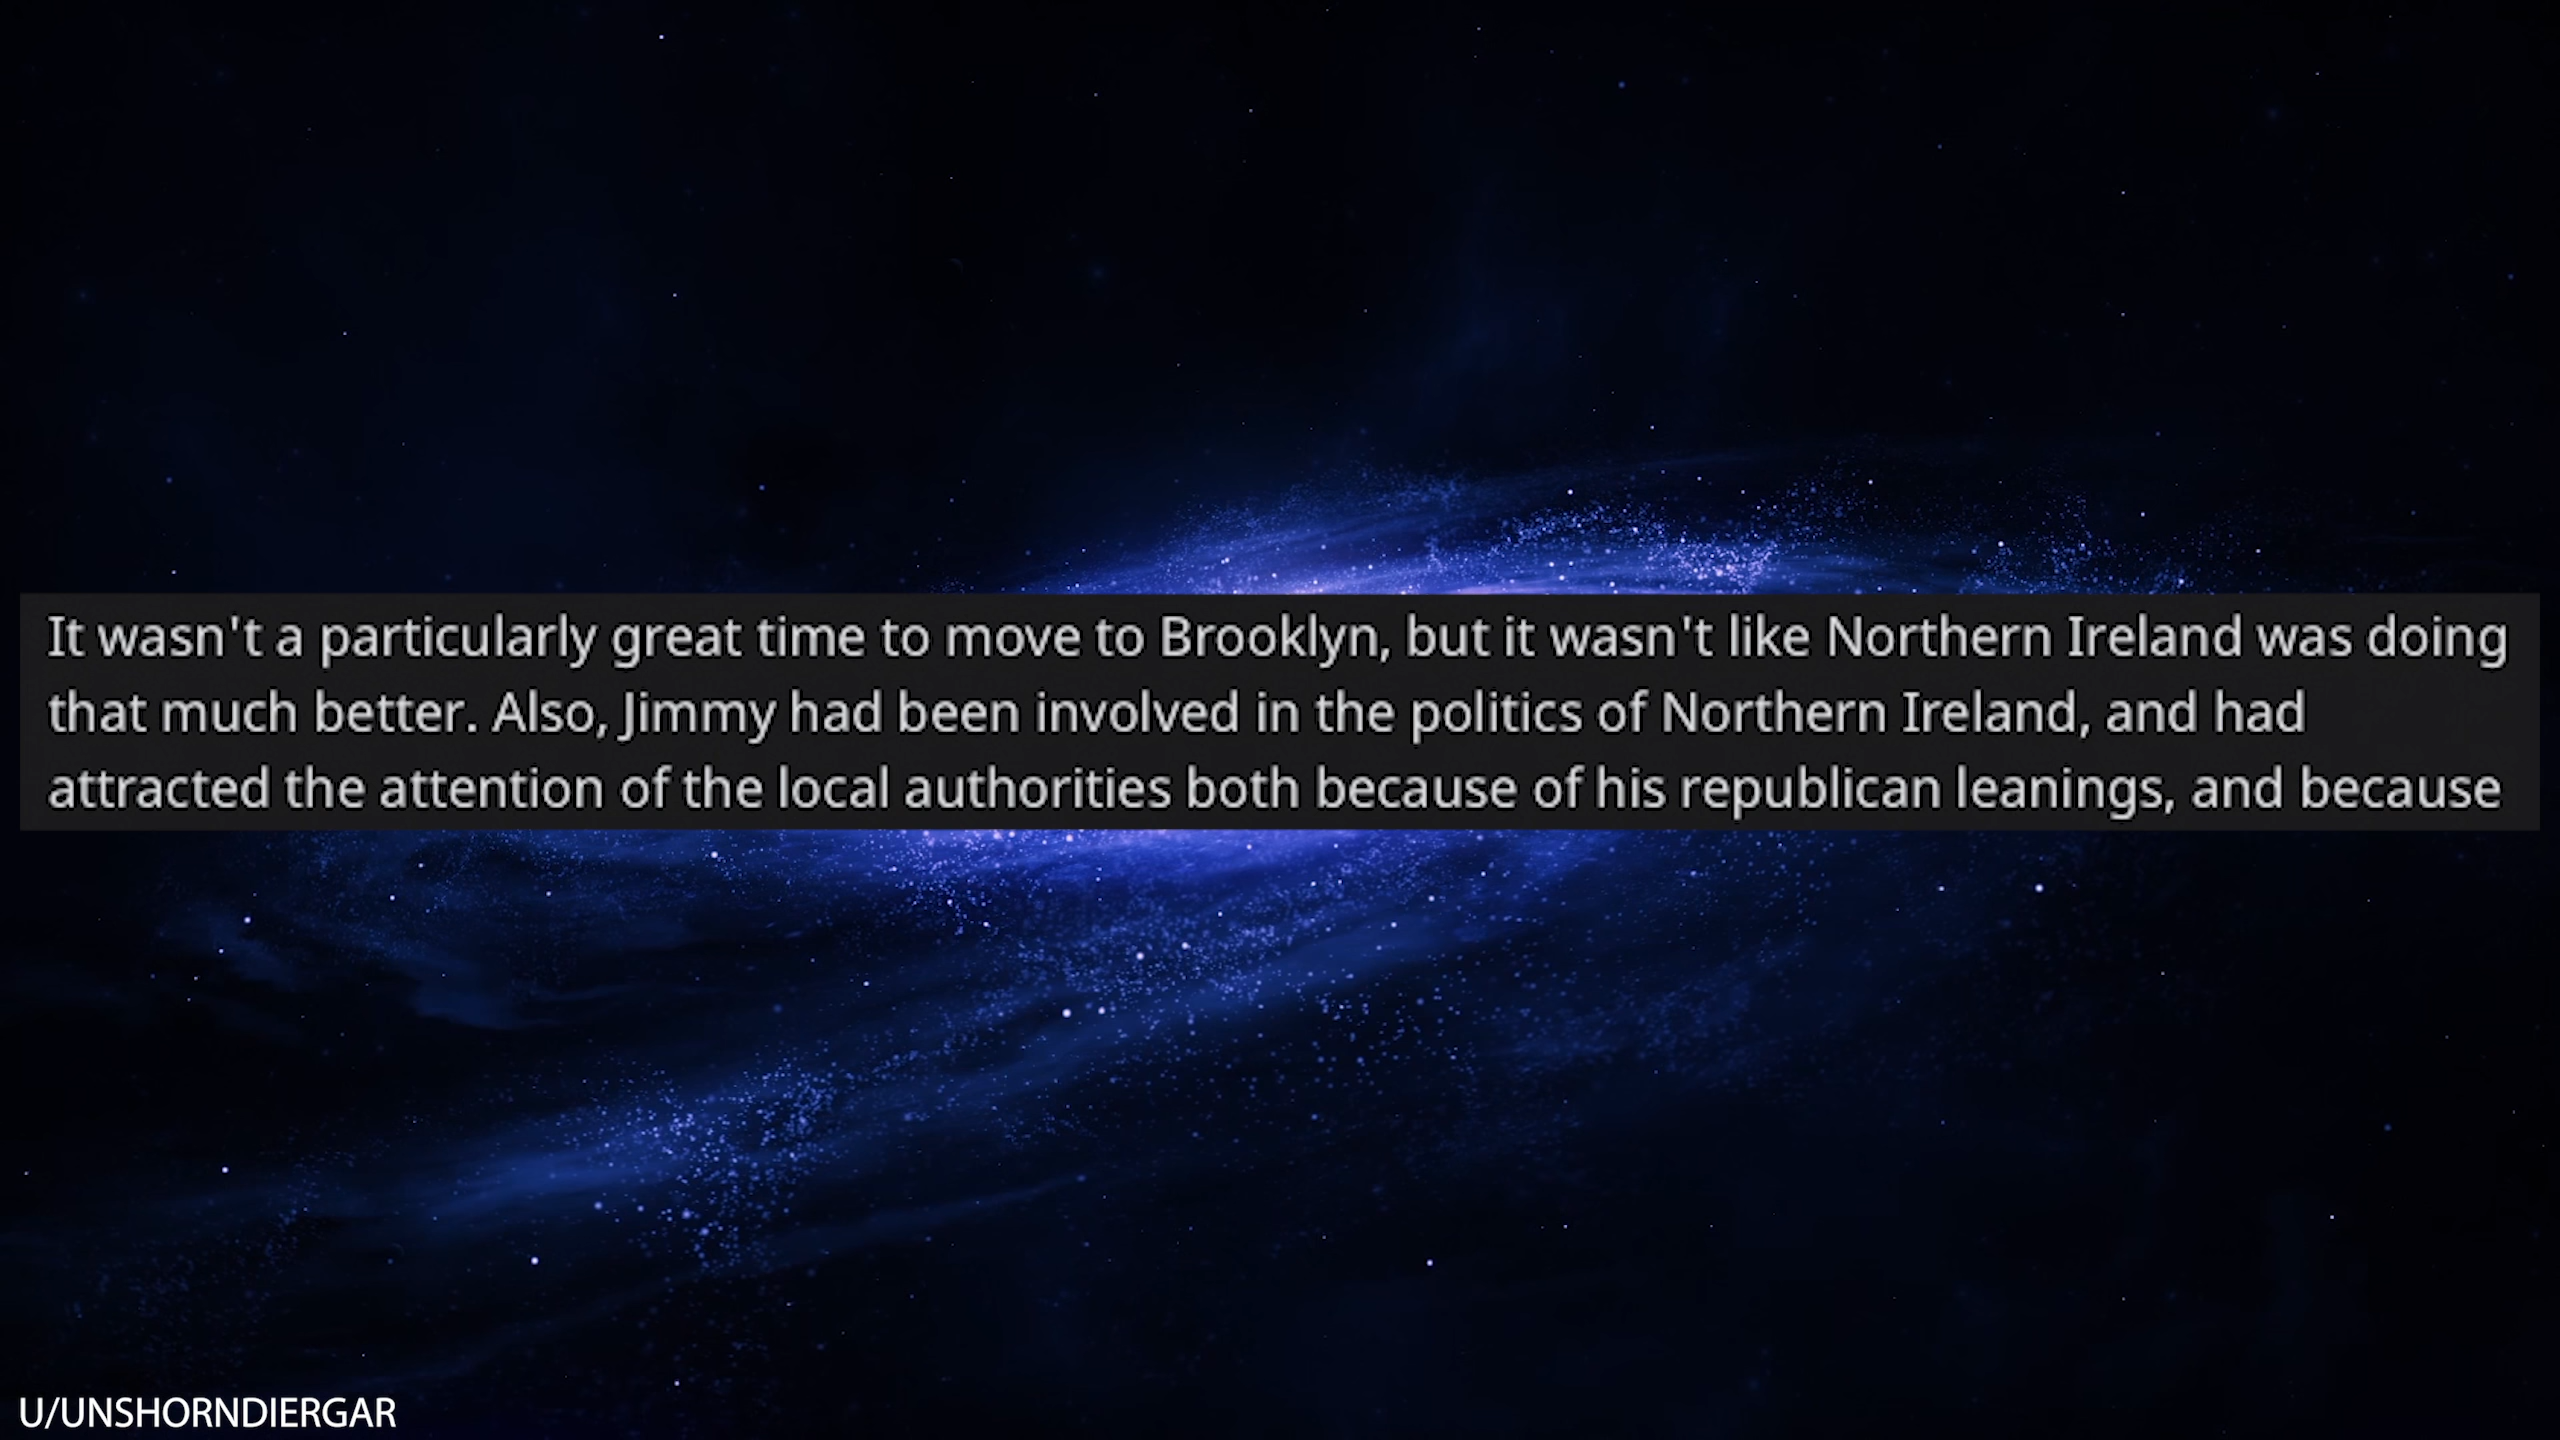 It wasn't a particularly great time to move to Brooklyn, but it wasn't like Northern Ireland was doing
that much better. Also, Jimmy had been involved in the politics of Northern Ireland, and had
attracted the attention of the local authorities both because of his republican leanings, and because
U/UNSHORNDIERGAR